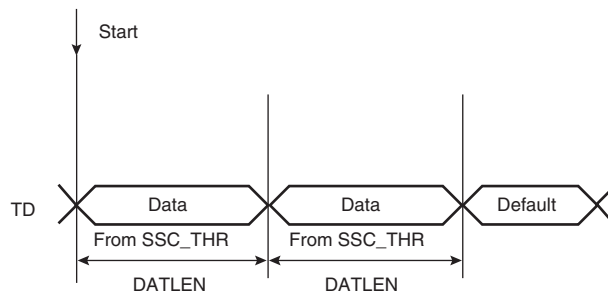 Start
TD
Data
Data
Default
From SSC_THR
From SSC_THR
DATLEN
DATLEN